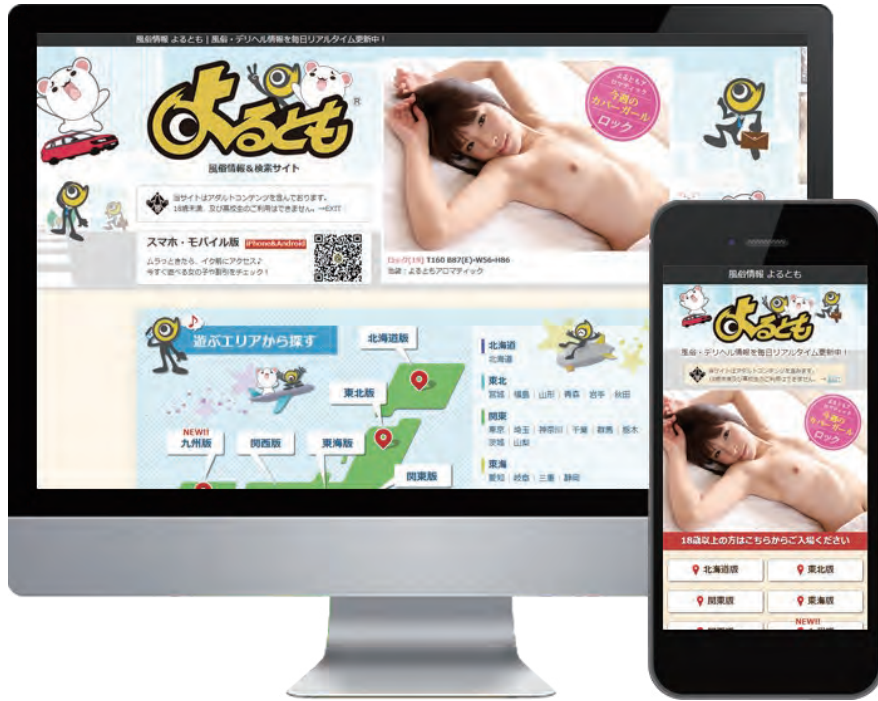 風俗情報 よるとも | 風俗・デリヘル情報を毎日リアルタイム更新中！
よるとも
®
風俗情報&検索サイト
当サイトはアダルトコンテンツを含んでおります。
18歳未満、及び高校生のご利用はできません。→EXIT
スマホ・モバイル版 iPhone&Android
ムラっときたら、イク前にアクセス♪
今すぐ遊べる女の子や割引をチェック！
よるともア
ロマティック
今週の
カバーガール
ロック
ロック(19) T160 B87(E)・W56・H86
池袋：よるともアロマティック
遊ぶエリアから探す
北海道版
東北版
NEW!!
九州版
関西版
東海版
関東版
北海道
北海道
東北
宮城 | 福島 | 山形 | 青森 | 岩手 | 秋田
関東
東京 | 埼玉 | 神奈川 | 千葉 | 群馬 | 栃木
茨城 | 山梨
東海
愛知 | 岐阜 | 三重 | 静岡
風俗情報 よるとも
よるとも
風俗・デリヘル情報を毎日リアルタイム更新中！
今週の
カバーガール
ロック
18歳以上の方はこちらからご入場ください
北海道版
東北版
関東版
東海版
NEW!!